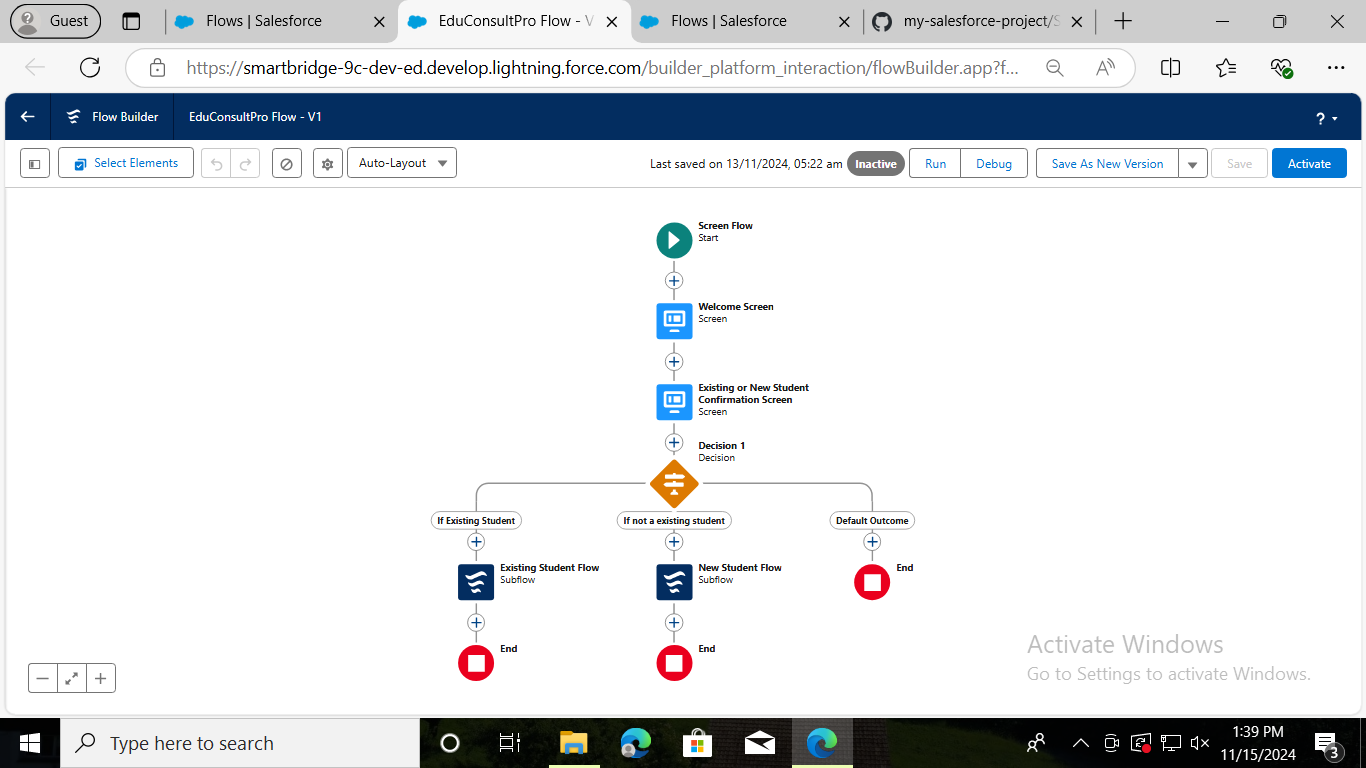 Guest
Flows | Salesforce
EduConsultPro Flow - V
Flows | Salesforce
my-salesforce-project/S
https://smartbridge-9c-dev-ed.develop.lightning.force.com/builder_platform_interaction/flowBuilder.app?f...
Flow Builder
EduConsultPro Flow - V1
?
Select Elements
Auto-Layout
Last saved on 13/11/2024, 05:22 am
Inactive
Run
Debug
Save As New Version
Save
Activate
Screen Flow
Start
Welcome Screen
Screen
Existing or New Student
Confirmation Screen
Screen
Decision 1
Decision
If Existing Student
If not a existing student
Default Outcome
Existing Student Flow
Subflow
New Student Flow
Subflow
End
End
End
Activate Windows
Go to Settings to activate Windows.
Type here to search
1:39 PM
11/15/2024
3